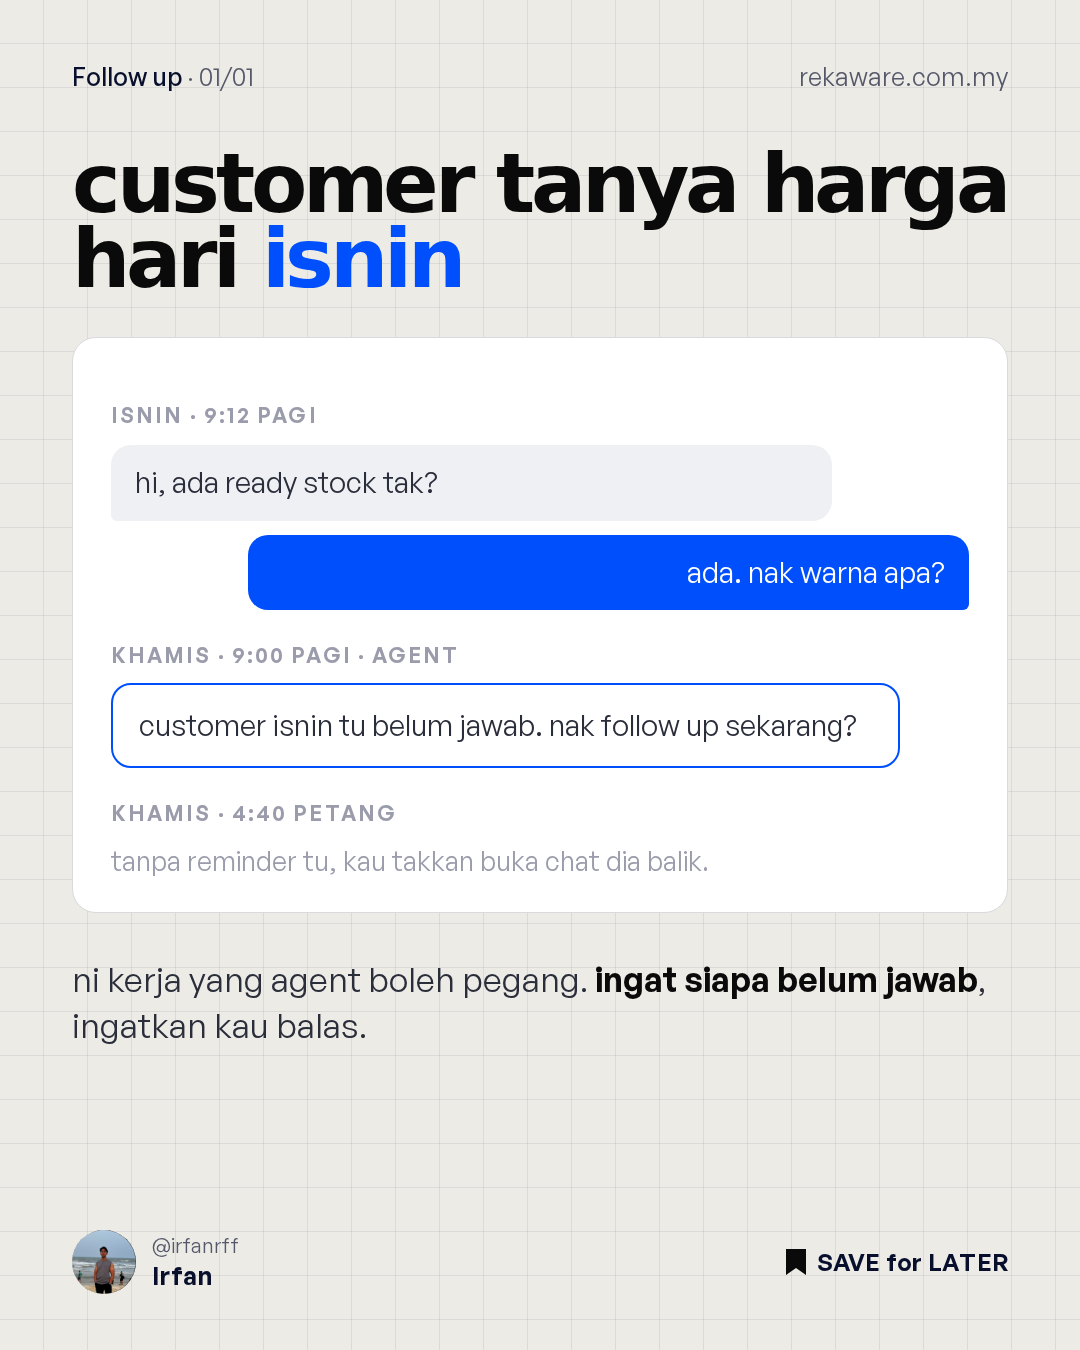 Follow up · 01/01
rekaware.com.my
customer tanya harga
hari isnin
ISNIN · 9:12 PAGI
hi, ada ready stock tak?
ada. nak warna apa?
KHAMIS · 9:00 PAGI · AGENT
customer isnin tu belum jawab. nak follow up sekarang?
KHAMIS · 4:40 PETANG
tanpa reminder tu, kau takkan buka chat dia balik.
ni kerja yang agent boleh pegang. ingat siapa belum jawab,
ingatkan kau balas.
@irfanrff
Irfan
SAVE for LATER